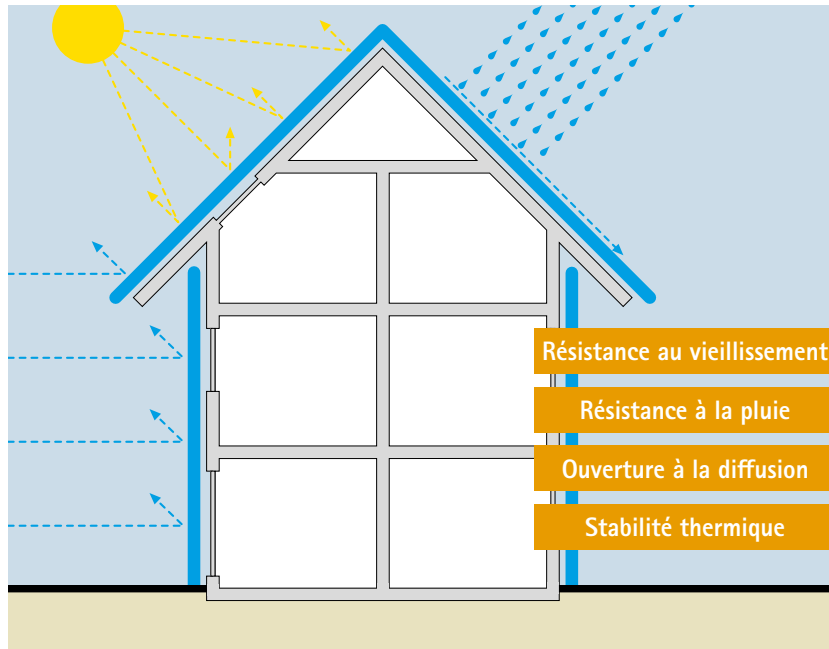 Résistance au vieillissement
Résistance à la pluie
Ouverture à la diffusion
Stabilité thermique